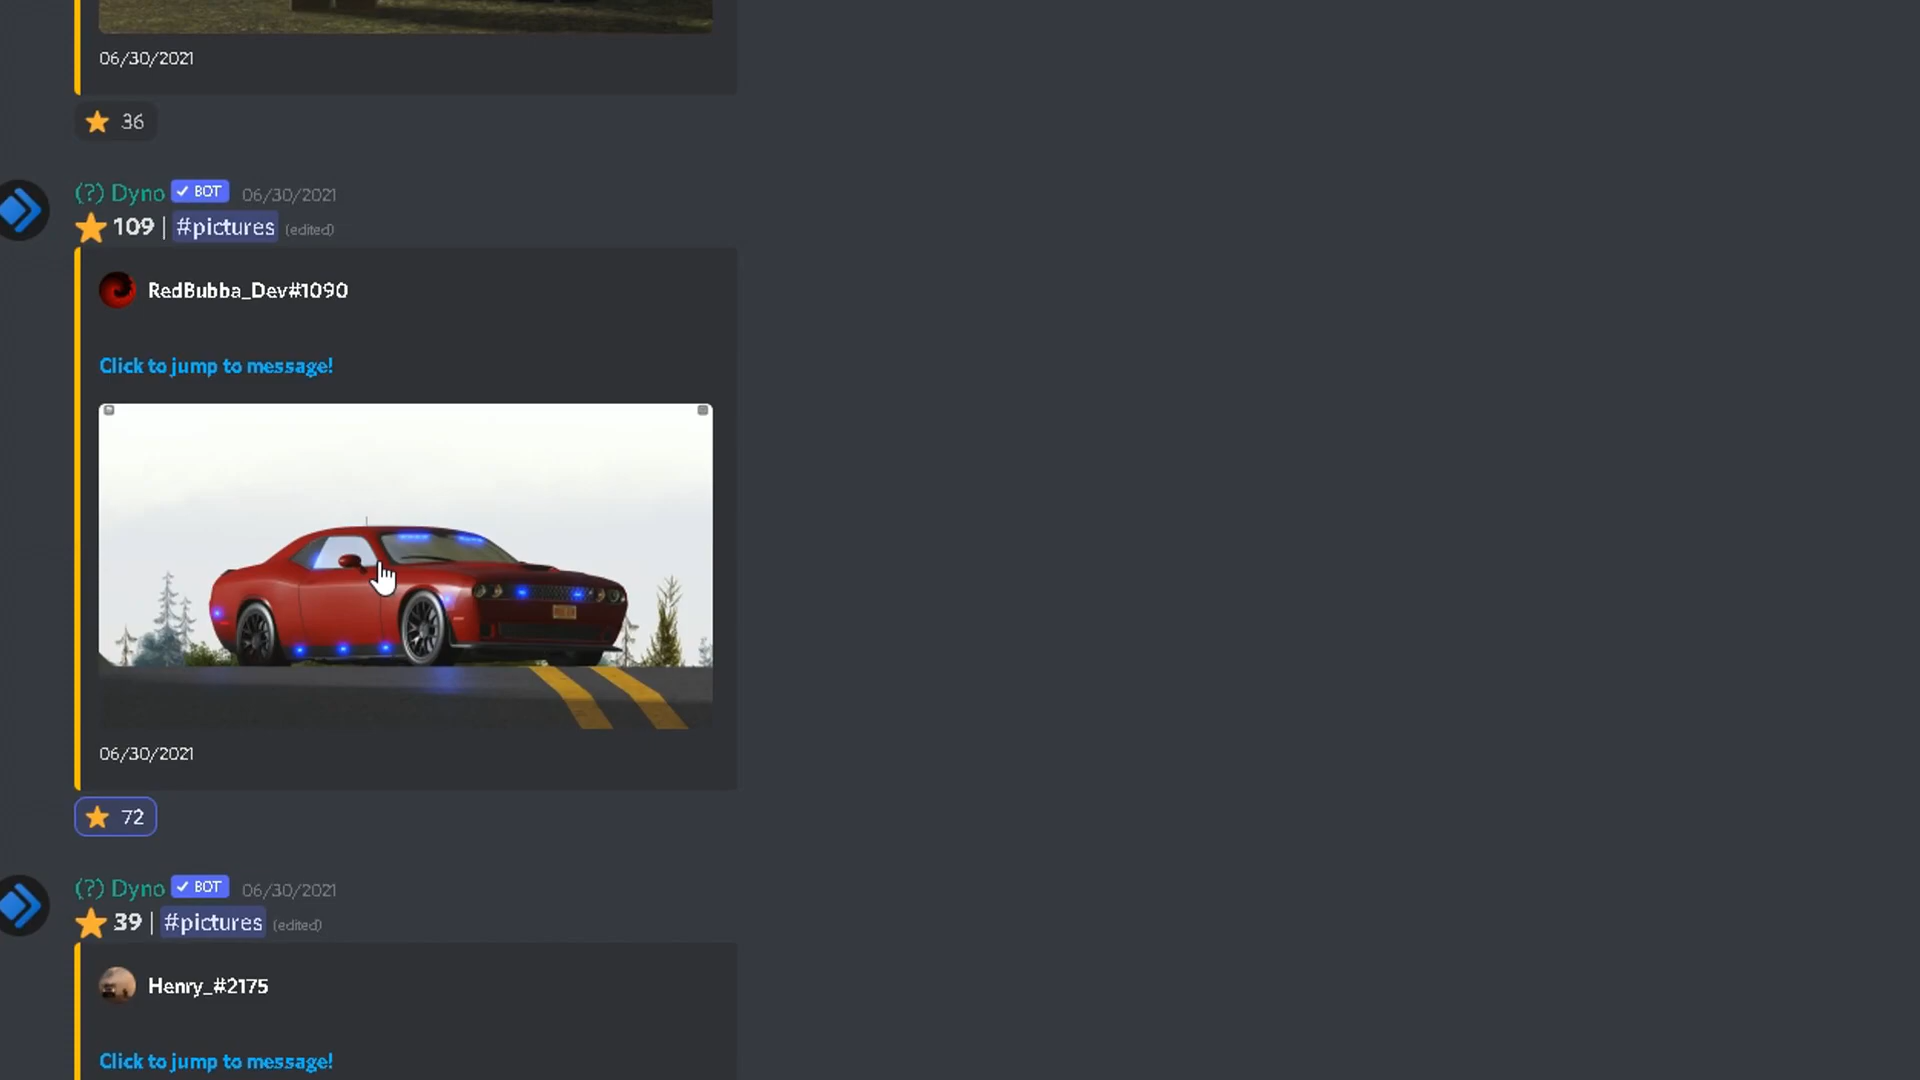 06/30/2021
36
(?) Dyno BOT 06/30/2021
109 | #pictures (edited)
RedBubba_Dev#1090
Click to jump to message!
06/30/2021
72
(?) Dyno BOT 06/30/2021
39 | #pictures (edited)
Henry_#2175
Click to jump to message!